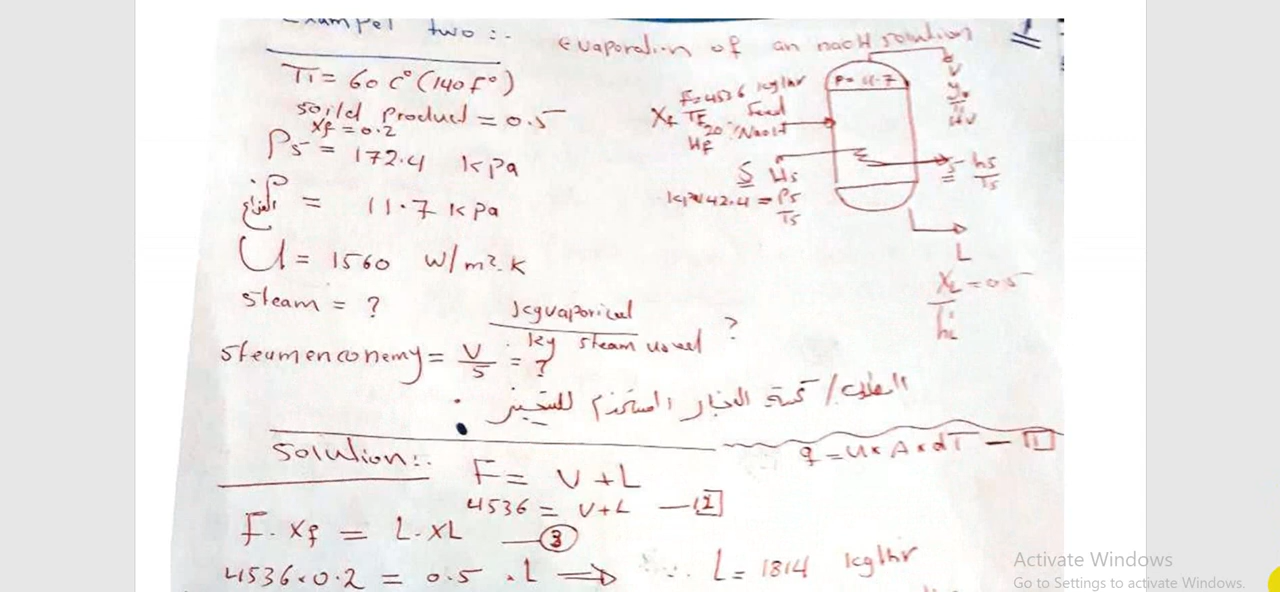 Exampel two :-
evaporation of an naoH solution
T1 = 60 C° (140 F°)
soild product = 0.5
Xf = 0.2
Ps = 172.4 kpa
P الفراغ = 11.7 kpa
U = 1560 W/m².K
steam = ?
kg vaporized / kg steam used ?
steam enconemy = V/S = ?
المطلوب / كمية البخار المستخدم للتسخين .
P = 11.7
F = 4536 kg/hr
Xf TF Feed
20% NaoH
Hf
S Hs
kpa 142.4 = Ps
Ts
V
Hv
S hs
Ts
L
XL = 0.5
hL
solution :.
q = U × A × dT — 1
F = V + L
4536 = V + L — 2
F . Xf = L . XL — 3
4536 × 0.2 = 0.5 . L ⇒ ∴ L = 1814 kg/hr
Activate Windows
Go to Settings to activate Windows.